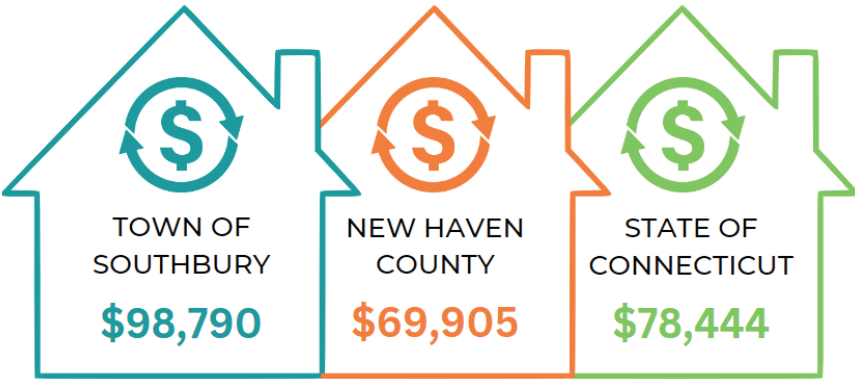 TOWN OF
SOUTHBURY
$98,790
NEW HAVEN
COUNTY
$69,905
STATE OF
CONNECTICUT
$78,444